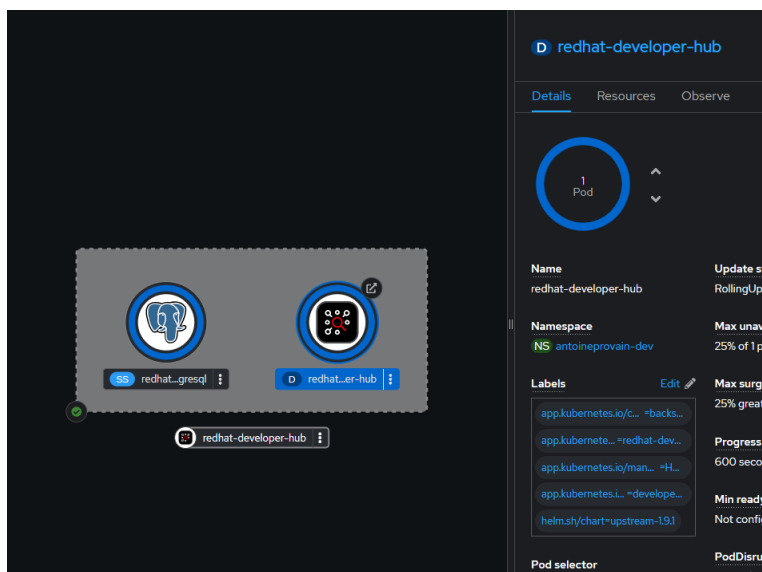 D redhat-developer-hub
Details Resources Observe
1
Pod
Name
redhat-developer-hub
Update s
RollingUp
Namespace
NS antoineprovain-dev
Max unav
25% of 1 p
Labels
Edit
Max surg
25% great
app.kubernetes.io/c... =backs...
app.kubernete... =redhat-dev...
app.kubernetes.io/man... =H...
app.kubernetes.i... =develope...
helm.sh/chart=upstream-1.9.1
Progress
600 seco
Min ready
Not confi
Pod selector
PodDisru
SS redhat...gresql
D redhat...er-hub
redhat-developer-hub